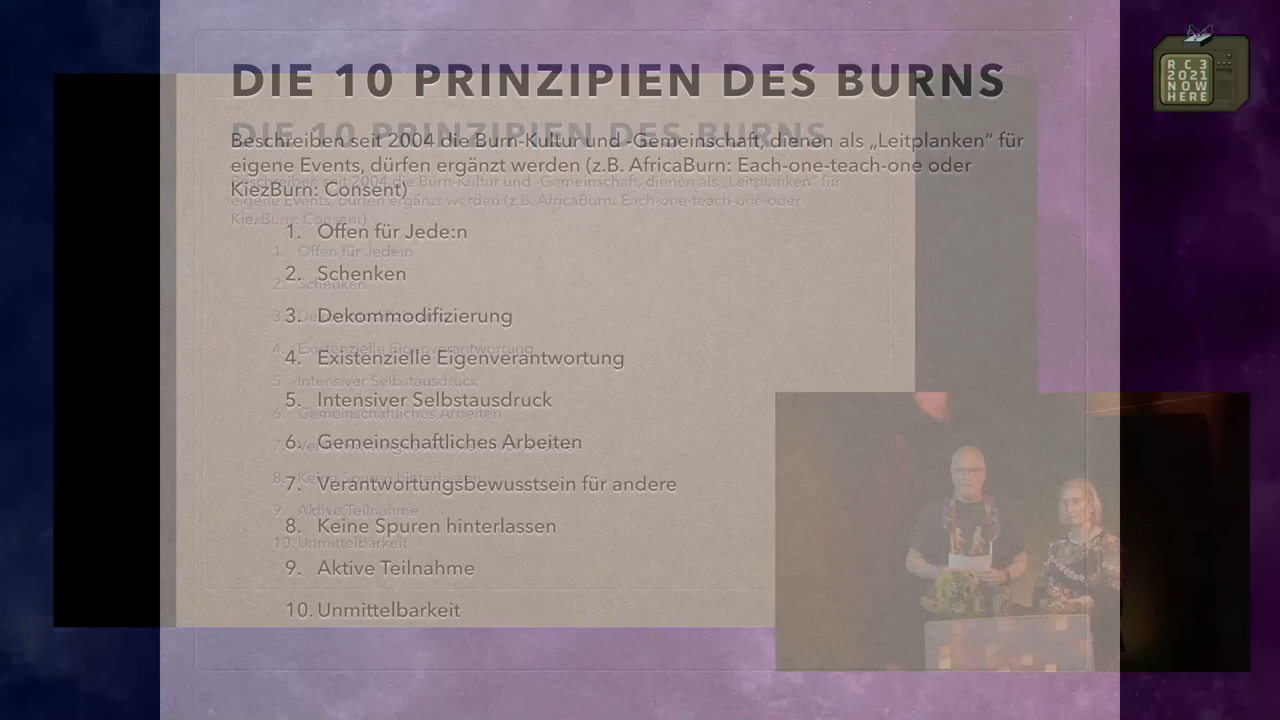 DIE 10 PRINZIPIEN DES BURNS
Beschreiben seit 2004 die Burn-Kultur und -Gemeinschaft, dienen als „Leitplanken“ für
eigene Events, dürfen ergänzt werden (z.B. AfricaBurn: Each-one-teach-one oder
KiezBurn: Consent)
1. Offen für Jede:n
2. Schenken
3. Dekommodifizierung
4. Existenzielle Eigenverantwortung
5. Intensiver Selbstausdruck
6. Gemeinschaftliches Arbeiten
7. Verantwortungsbewusstsein für andere
8. Keine Spuren hinterlassen
9. Aktive Teilnahme
10. Unmittelbarkeit
RC3
2021
NOW
HERE